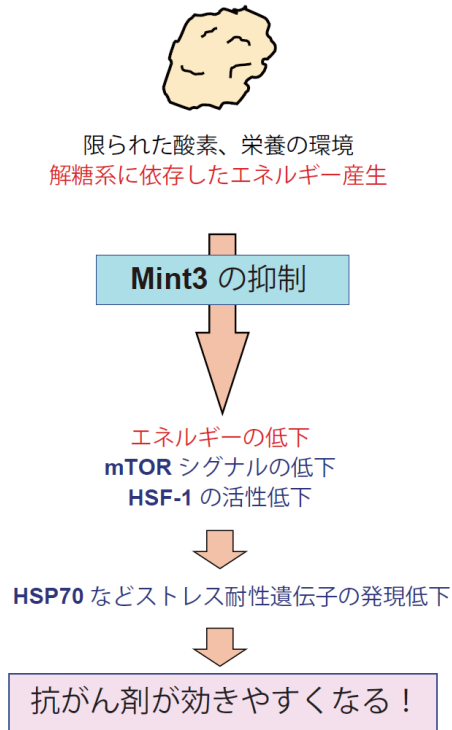 限られた酸素、栄養の環境
解糖系に依存したエネルギー産生
Mint3 の抑制
エネルギーの低下
mTOR シグナルの低下
HSF-1 の活性低下
HSP70 などストレス耐性遺伝子の発現低下
抗がん剤が効きやすくなる！